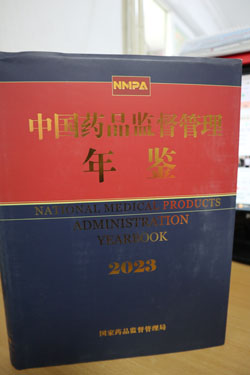 NMPA
中国药品监督管理
年鉴
NATIONAL MEDICAL PRODUCTS
ADMINISTRATION
YEARBOOK
2023
国家药品监督管理局